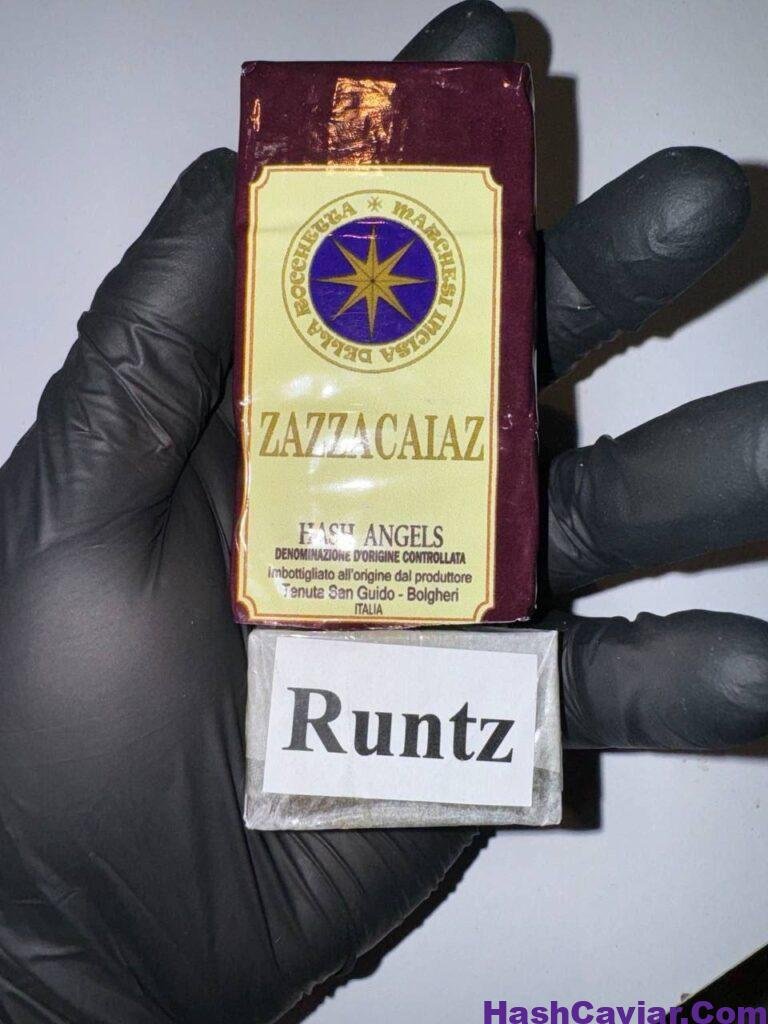 MARCHESI INCISA DELLA ROCCHETTA
ZAZZACAIAZ
HASH ANGELS
DENOMINAZIONE D'ORIGINE CONTROLLATA
Imbottigliato all'origine dal produttore
Tenuta San Guido - Bolgheri
ITALIA
Runtz
HashCaviar.Com